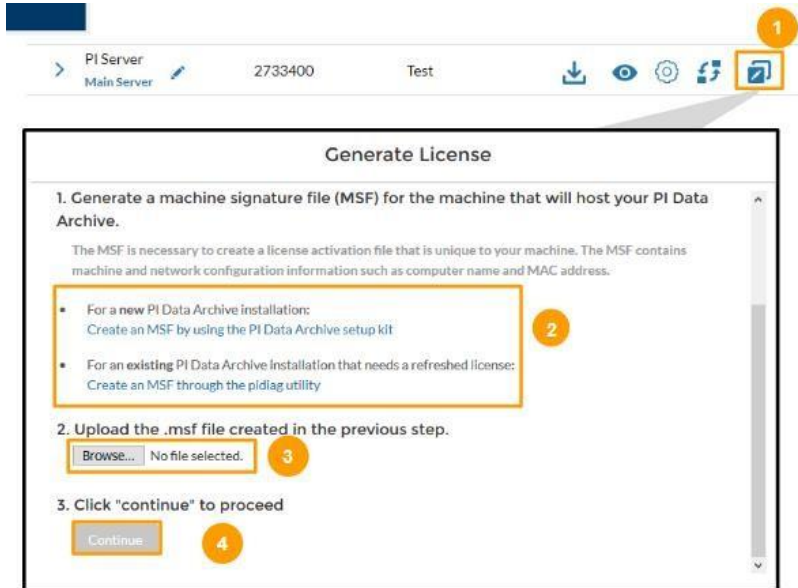 1
PI Server
Main Server
2733400
Test
Generate License
1. Generate a machine signature file (MSF) for the machine that will host your PI Data
Archive.
The MSF is necessary to create a license activation file that is unique to your machine. The MSF contains
machine and network configuration information such as computer name and MAC address.
• For a new PI Data Archive installation:
Create an MSF by using the PI Data Archive setup kit
2
• For an existing PI Data Archive installation that needs a refreshed license:
Create an MSF through the pidiag utility
2. Upload the .msf file created in the previous step.
Browse... No file selected.
3
3. Click "continue" to proceed
Continue
4